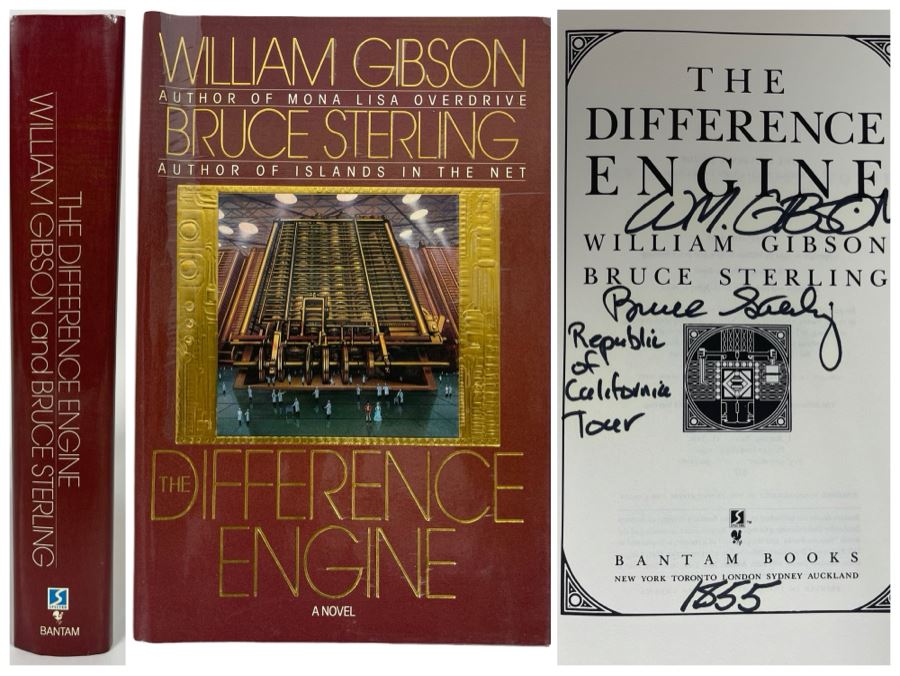 THE DIFFERENCE ENGINE
WILLIAM GIBSON and BRUCE STERLING
S
SPECTRA
BANTAM
WILLIAM GIBSON
AUTHOR OF MONA LISA OVERDRIVE
BRUCE STERLING
AUTHOR OF ISLANDS IN THE NET
THE DIFFERENCE
ENGINE
A NOVEL
THE
DIFFERENCE
ENGINE
WM. GIBSON
WILLIAM GIBSON
BRUCE STERLING
Bruce Sterling
Republic
of
California
Tour
S
BANTAM BOOKS
NEW YORK TORONTO LONDON SYDNEY AUCKLAND
1855